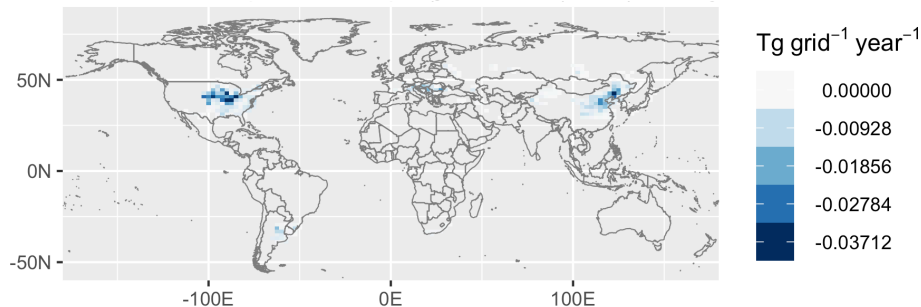 Tg grid⁻¹ year⁻¹
0.00000
-0.00928
-0.01856
-0.02784
-0.03712
50N
0N
-50N
-100E
0E
100E